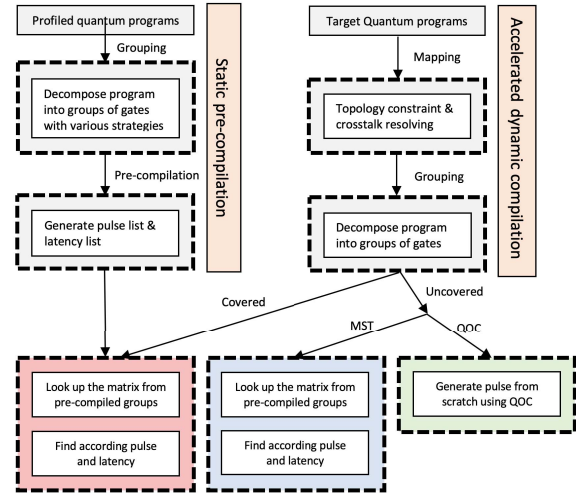 Profiled quantum programs
Grouping
Decompose program
into groups of gates
with various strategies
Pre-compilation
Generate pulse list &
latency list
Static pre-compilation
Target Quantum programs
Mapping
Topology constraint &
crosstalk resolving
Grouping
Decompose program
into groups of gates
Accelerated dynamic compilation
Covered
Uncovered
MST
QOC
Look up the matrix from
pre-compiled groups
Find according pulse
and latency
Look up the matrix from
pre-compiled groups
Find according pulse
and latency
Generate pulse from
scratch using QOC